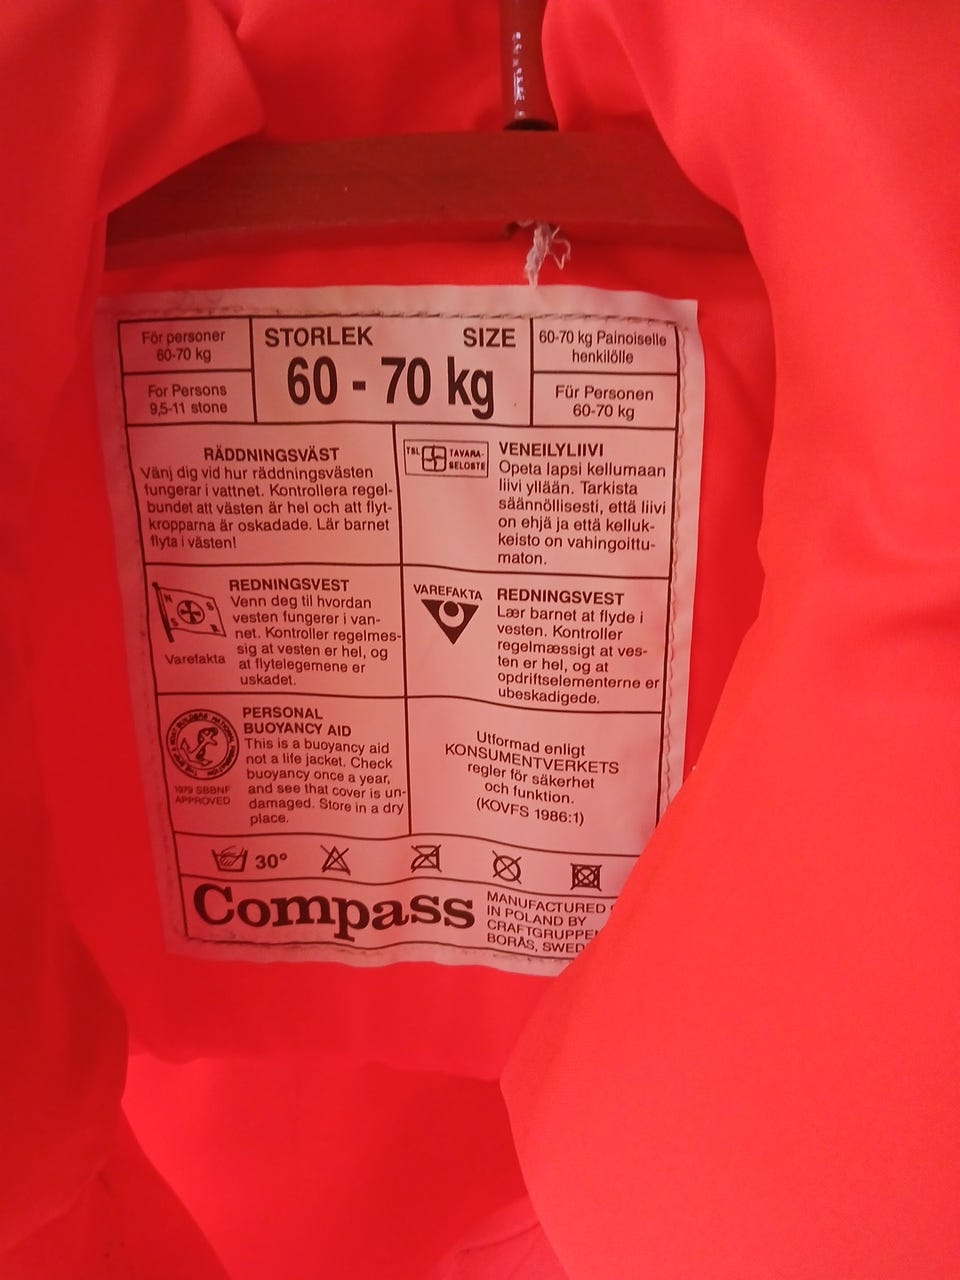 För personer
60-70 kg
For Persons
9,5-11 stone
STORLEK SIZE
60 - 70 kg
60-70 kg Painoiselle
henkilölle
Für Personen
60-70 kg
RÄDDNINGSVÄST
Vänj dig vid hur räddningsvästen
fungerar i vattnet. Kontrollera regel-
bundet att västen är hel och att flyt-
kropparna är oskadade. Lär barnet
flyta i västen!
TSL TAVARA-
SELOSTE
VENEILYLIIVI
Opeta lapsi kellumaan
liivi yllään. Tarkista
säännöllisesti, että liivi
on ehjä ja että kelluk-
keisto on vahingoittu-
maton.
N S
S R
Varefakta
REDNINGSVEST
Venn deg til hvordan
vesten fungerer i van-
net. Kontroller regelmes-
sig at vesten er hel, og
at flytelegemene er
uskadet.
VAREFAKTA
REDNINGSVEST
Lær barnet at flyde i
vesten. Kontroller
regelmæssigt at ves-
ten er hel, og at
opdriftselementerne er
ubeskadigede.
THE SHIP & BOAT BUILDERS NATIONAL FEDERATION
1979 SBBNF
APPROVED
PERSONAL
BUOYANCY AID
This is a buoyancy aid
not a life jacket. Check
buoyancy once a year,
and see that cover is un-
damaged. Store in a dry
place.
Utformad enligt
KONSUMENTVERKETS
regler för säkerhet
och funktion.
(KOVFS 1986:1)
30°
Compass
MANUFACTURED
IN POLAND BY
CRAFTGRUPPE
BORÅS, SWED